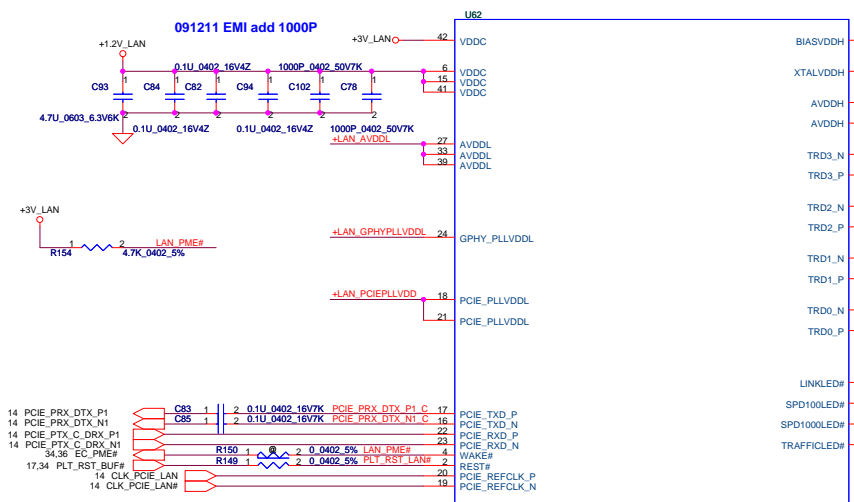 U62
091211 EMI add 1000P
+3V_LAN 42 VDDC BIASVDDH
+1.2V_LAN
0.1U_0402_16V4Z 1000P_0402_50V7K 6 VDDC XTALVDDH
15 VDDC
C93 C84 C82 C94 C102 C78 41 VDDC
1 1 1 1 1 1
AVDDH
2 2 2 2 2 2
4.7U_0603_6.3V6K
AVDDH
0.1U_0402_16V4Z 0.1U_0402_16V4Z 1000P_0402_50V7K
+LAN_AVDDL 27 AVDDL
33 AVDDL TRD3_N
39 AVDDL
TRD3_P
TRD2_N
+3V_LAN
TRD2_P
+LAN_GPHYPLLVDDL 24 GPHY_PLLVDDL
1 2 LAN_PME#
R154 4.7K_0402_5%
TRD1_N
TRD1_P
+LAN_PCIEPLLVDD 18 PCIE_PLLVDDL
TRD0_N
21 PCIE_PLLVDDL
TRD0_P
LINKLED#
SPD100LED#
14 PCIE_PRX_DTX_P1 C83 1 2 0.1U_0402_16V7K PCIE_PRX_DTX_P1_C 17 PCIE_TXD_P
14 PCIE_PRX_DTX_N1 C85 1 2 0.1U_0402_16V7K PCIE_PRX_DTX_N1_C 16 PCIE_TXD_N SPD1000LED#
14 PCIE_PTX_C_DRX_P1 22 PCIE_RXD_P
14 PCIE_PTX_C_DRX_N1 23 PCIE_RXD_N TRAFFICLED#
34,36 EC_PME# R150 1 @ 2 0_0402_5% LAN_PME# 4 WAKE#
17,34 PLT_RST_BUF# R149 1 2 0_0402_5% PLT_RST_LAN# 2 REST#
14 CLK_PCIE_LAN 20 PCIE_REFCLK_P
14 CLK_PCIE_LAN# 19 PCIE_REFCLK_N